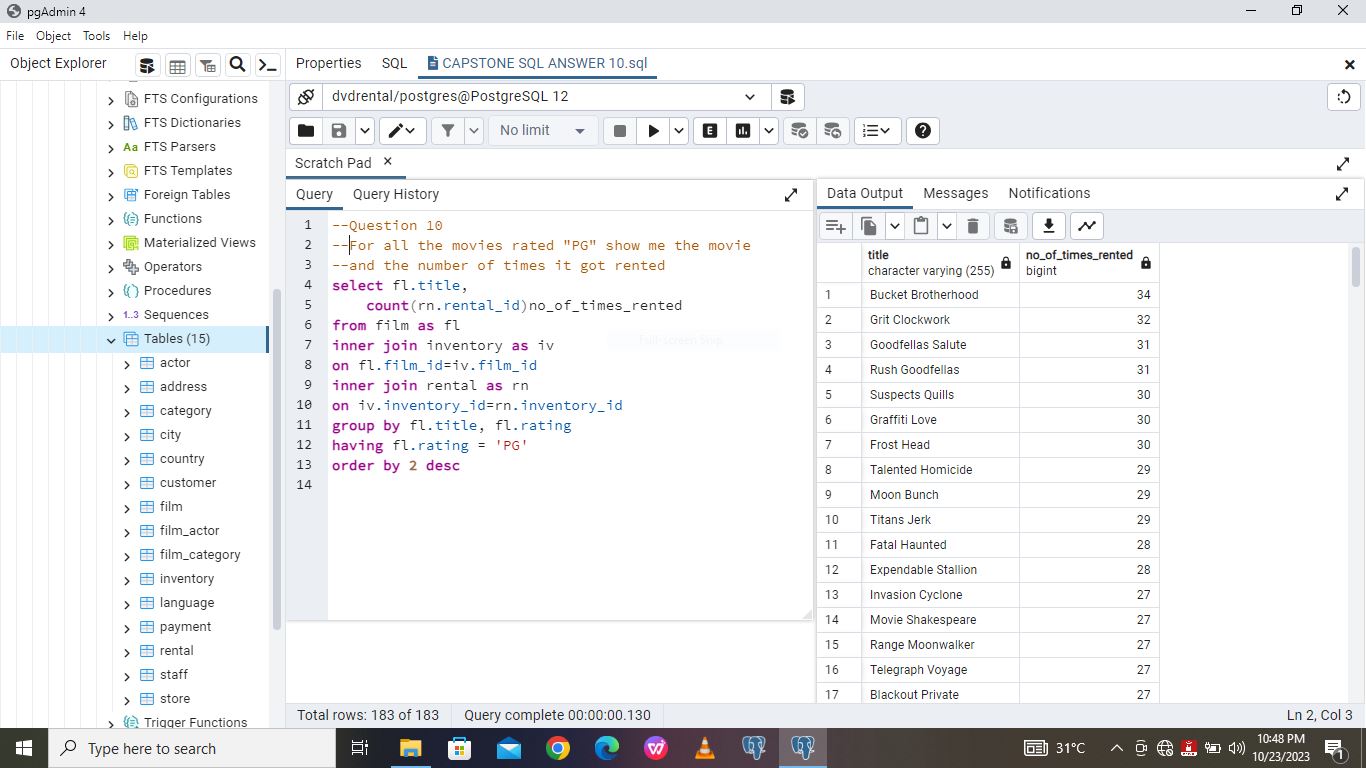 pgAdmin 4
File Object Tools Help
Object Explorer
Properties SQL CAPSTONE SQL ANSWER 10.sql
FTS Configurations
FTS Dictionaries
Aa FTS Parsers
FTS Templates
Foreign Tables
Functions
Materialized Views
Operators
Procedures
1..3 Sequences
Tables (15)
actor
address
category
city
country
customer
film
film_actor
film_category
inventory
language
payment
rental
staff
store
Trigger Functions
dvdrental/postgres@PostgreSQL 12
No limit E
Scratch Pad
Query Query History
1 --Question 10
2 --For all the movies rated "PG" show me the movie
3 --and the number of times it got rented
4 select fl.title,
5 count(rn.rental_id)no_of_times_rented
6 from film as fl
7 inner join inventory as iv
8 on fl.film_id=iv.film_id
9 inner join rental as rn
10 on iv.inventory_id=rn.inventory_id
11 group by fl.title, fl.rating
12 having fl.rating = 'PG'
13 order by 2 desc
14
Full-screen Snip
Data Output Messages Notifications
title no_of_times_rented
character varying (255) bigint
1 Bucket Brotherhood 34
2 Grit Clockwork 32
3 Goodfellas Salute 31
4 Rush Goodfellas 31
5 Suspects Quills 30
6 Graffiti Love 30
7 Frost Head 30
8 Talented Homicide 29
9 Moon Bunch 29
10 Titans Jerk 29
11 Fatal Haunted 28
12 Expendable Stallion 28
13 Invasion Cyclone 27
14 Movie Shakespeare 27
15 Range Moonwalker 27
16 Telegraph Voyage 27
17 Blackout Private 27
Total rows: 183 of 183 Query complete 00:00:00.130 Ln 2, Col 3
Type here to search
31°C
10:48 PM
10/23/2023
1